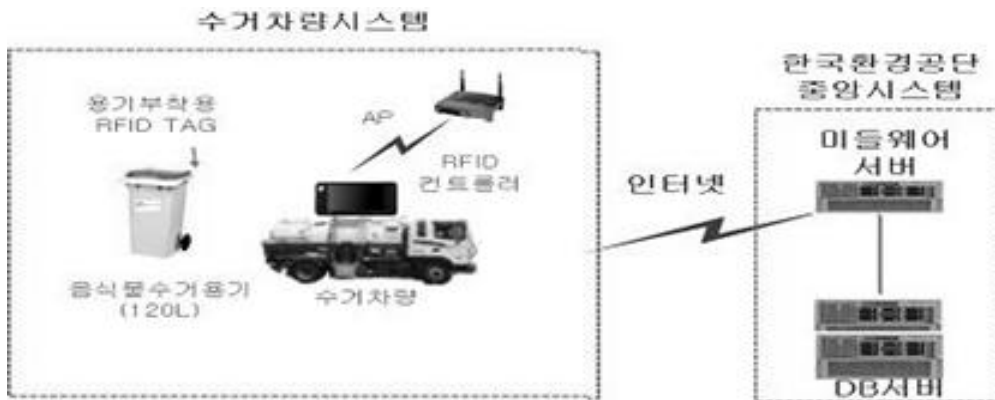 수거차량시스템
용기부착용
RFID TAG
음식물수거용기
(120L)
AP
RFID
컨트롤러
수거차량
인터넷
한국환경공단
중앙시스템
미들웨어
서버
DB서버